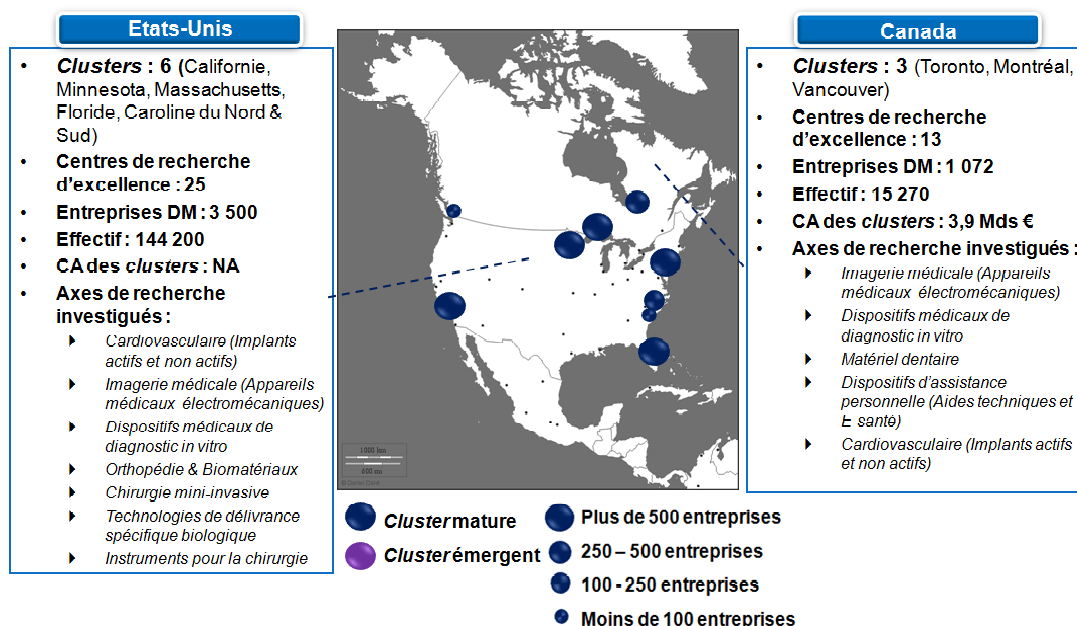 Etats-Unis
• Clusters : 6 (Californie,
Minnesota, Massachusetts,
Floride, Caroline du Nord &
Sud)
• Centres de recherche
d'excellence : 25
• Entreprises DM : 3 500
• Effectif : 144 200
• CA des clusters : NA
• Axes de recherche
investigués :
Cardiovasculaire (Implants
actifs et non actifs)
Imagerie médicale (Appareils
médicaux électromécaniques)
Dispositifs médicaux de
diagnostic in vitro
Orthopédie & Biomatériaux
Chirurgie mini-invasive
Technologies de délivrance
spécifique biologique
Instruments pour la chirurgie
1000 km
600 mi
Cluster mature
Cluster émergent
Plus de 500 entreprises
250 – 500 entreprises
100 - 250 entreprises
Moins de 100 entreprises
Canada
• Clusters : 3 (Toronto, Montréal,
Vancouver)
• Centres de recherche
d'excellence : 13
• Entreprises DM : 1 072
• Effectif : 15 270
• CA des clusters : 3,9 Mds €
• Axes de recherche investigués :
Imagerie médicale (Appareils
médicaux électromécaniques)
Dispositifs médicaux de
diagnostic in vitro
Matériel dentaire
Dispositifs d'assistance
personnelle (Aides techniques et
E santé)
Cardiovasculaire (Implants actifs
et non actifs)